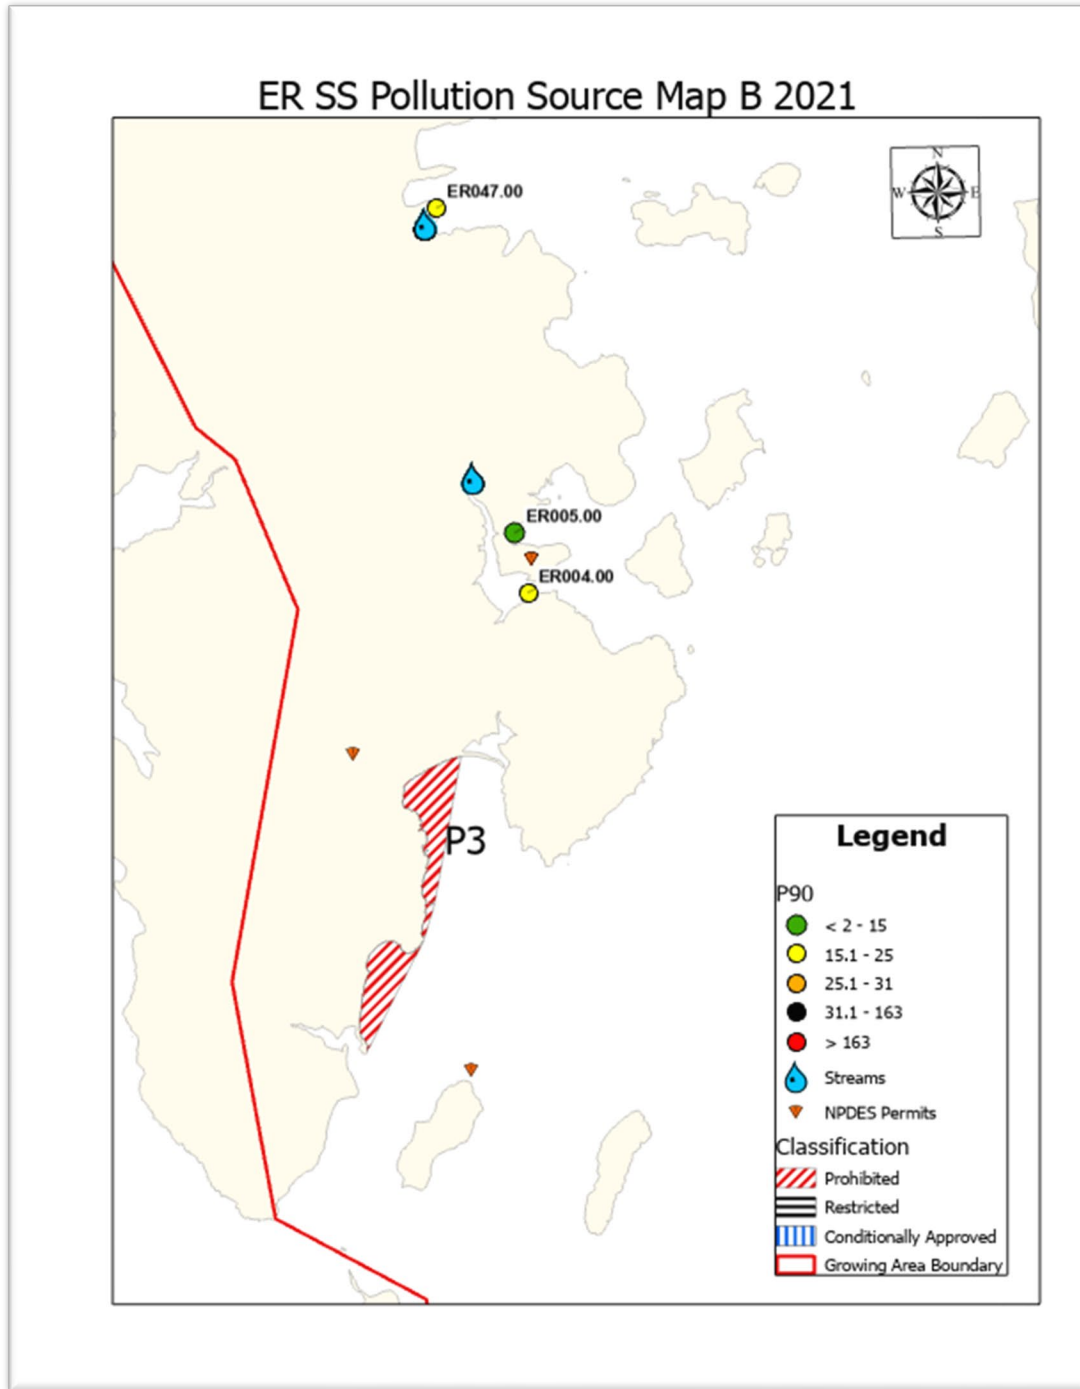 ER SS Pollution Source Map B 2021
N
W E
S
ER047.00
ER005.00
ER004.00
P3
Legend
P90
< 2 - 15
15.1 - 25
25.1 - 31
31.1 - 163
> 163
Streams
NPDES Permits
Classification
Prohibited
Restricted
Conditionally Approved
Growing Area Boundary